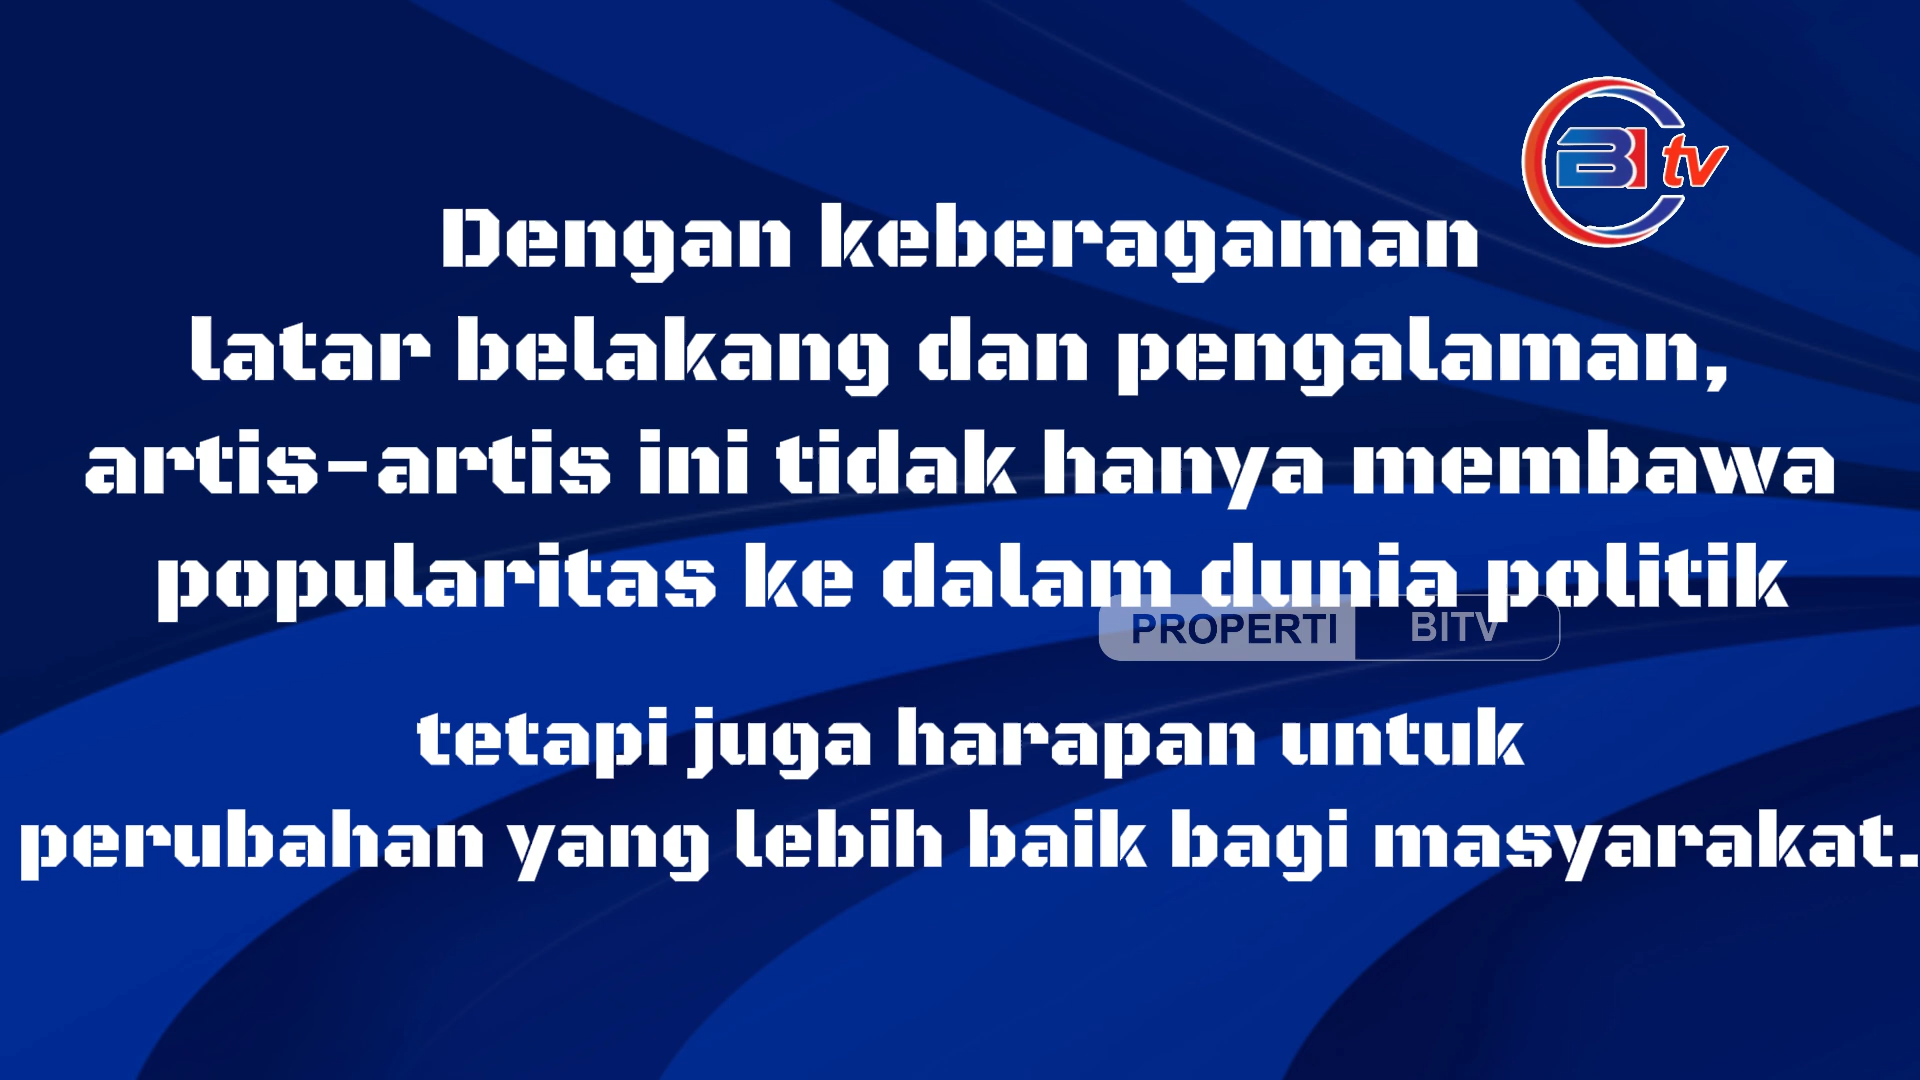 BI tv
Dengan keberagaman
latar belakang dan pengalaman,
artis-artis ini tidak hanya membawa
popularitas ke dalam dunia politik
PROPERTI BITV
tetapi juga harapan untuk
perubahan yang lebih baik bagi masyarakat.